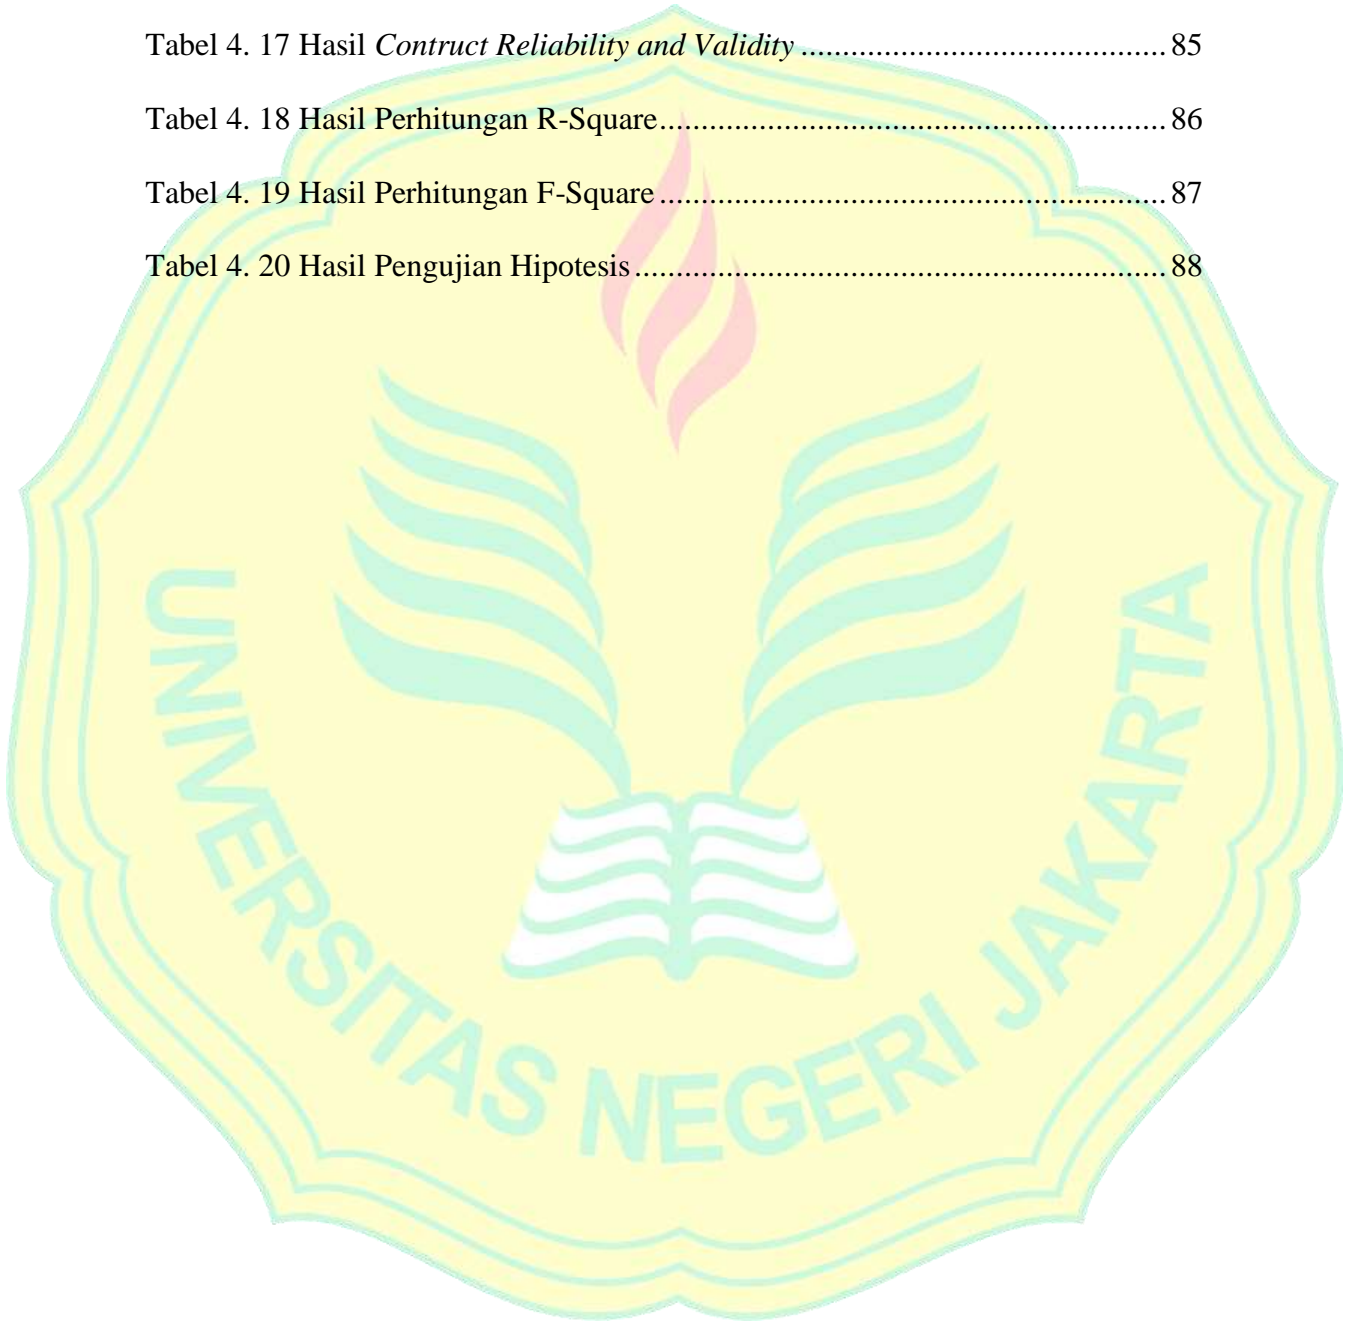 Tabel 4. 17 Hasil Contruct Reliability and Validity ............................................ 85
Tabel 4. 18 Hasil Perhitungan R-Square.............................................................. 86
Tabel 4. 19 Hasil Perhitungan F-Square .............................................................. 87
Tabel 4. 20 Hasil Pengujian Hipotesis................................................................. 88
UNIVERSITAS NEGERI JAKARTA